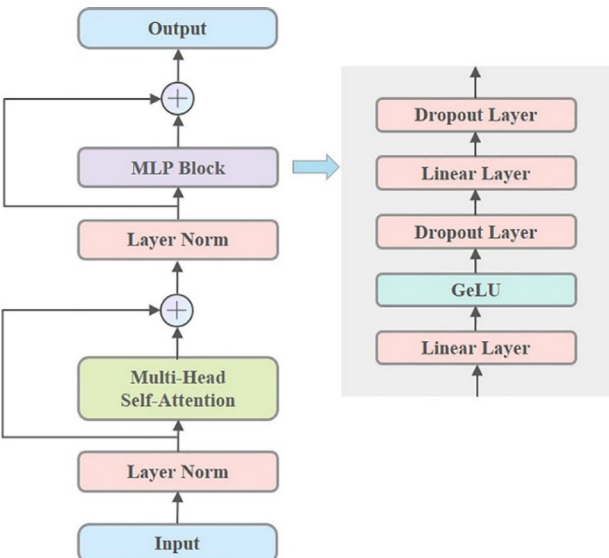 Output
MLP Block
Layer Norm
Multi-Head
Self-Attention
Layer Norm
Input
Dropout Layer
Linear Layer
Dropout Layer
GeLU
Linear Layer